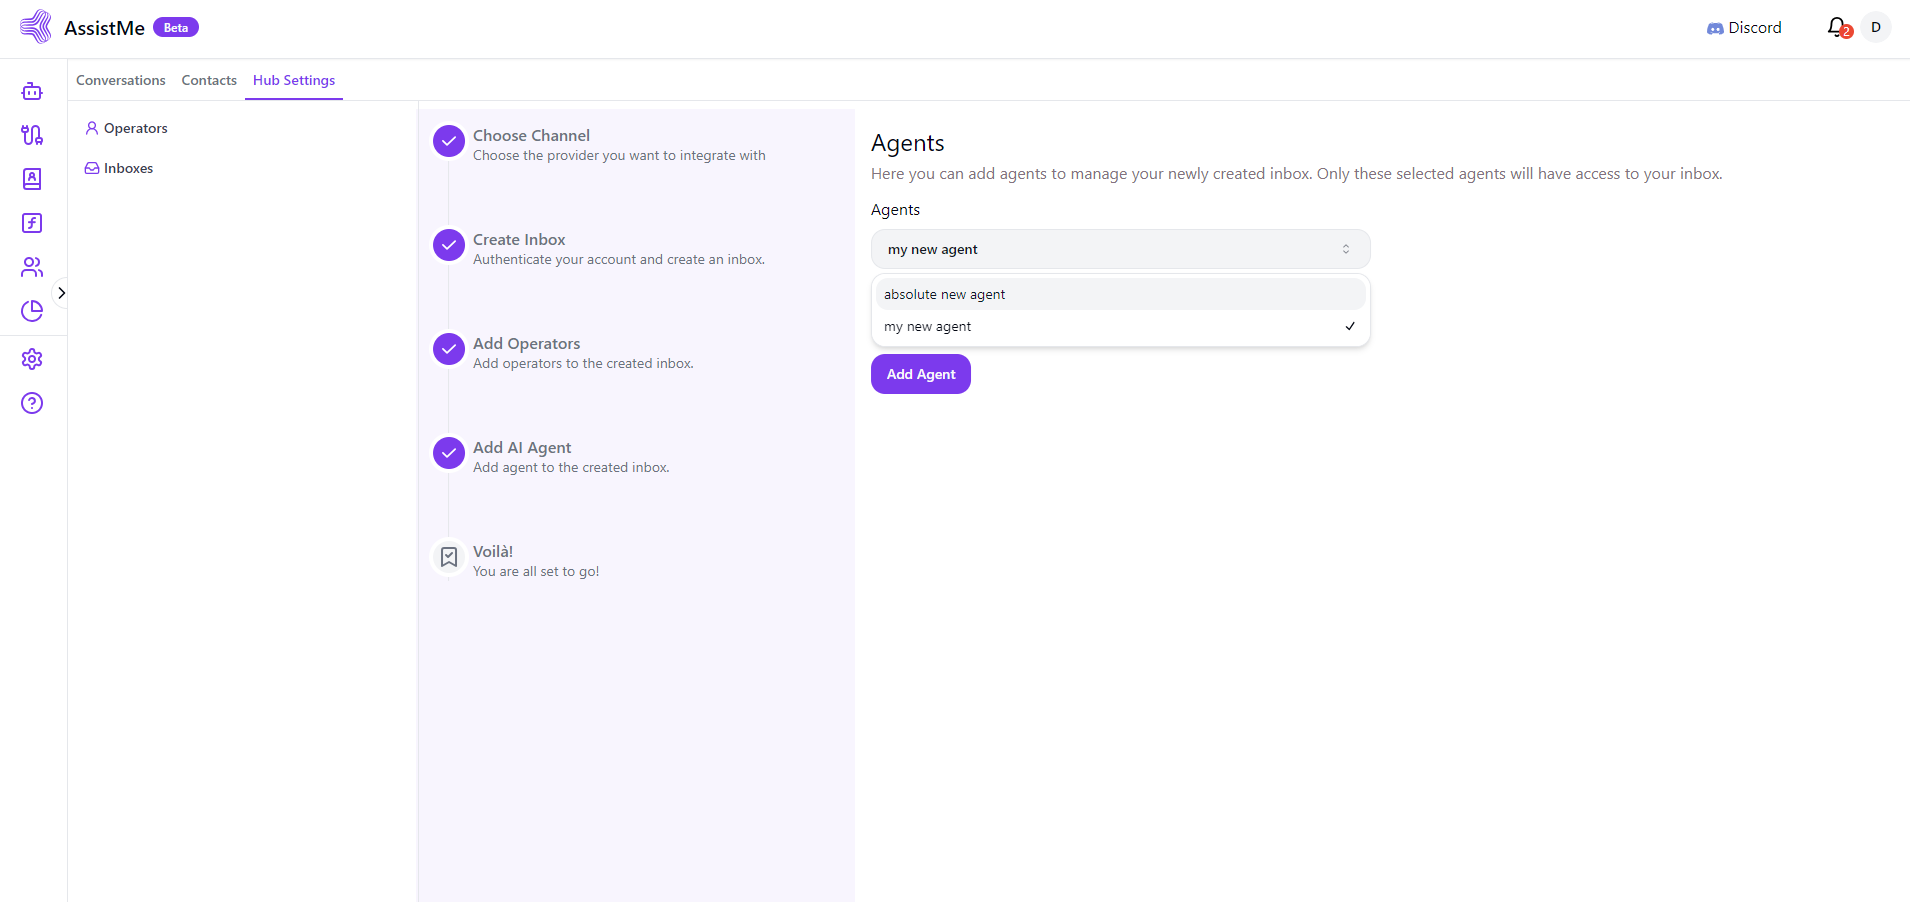 AssistMe Beta
Discord
2
D
Conversations Contacts Hub Settings
Operators
Inboxes
Choose Channel
Choose the provider you want to integrate with
Create Inbox
Authenticate your account and create an inbox.
Add Operators
Add operators to the created inbox.
Add AI Agent
Add agent to the created inbox.
Voilà!
You are all set to go!
Agents
Here you can add agents to manage your newly created inbox. Only these selected agents will have access to your inbox.
Agents
my new agent
absolute new agent
my new agent
Add Agent